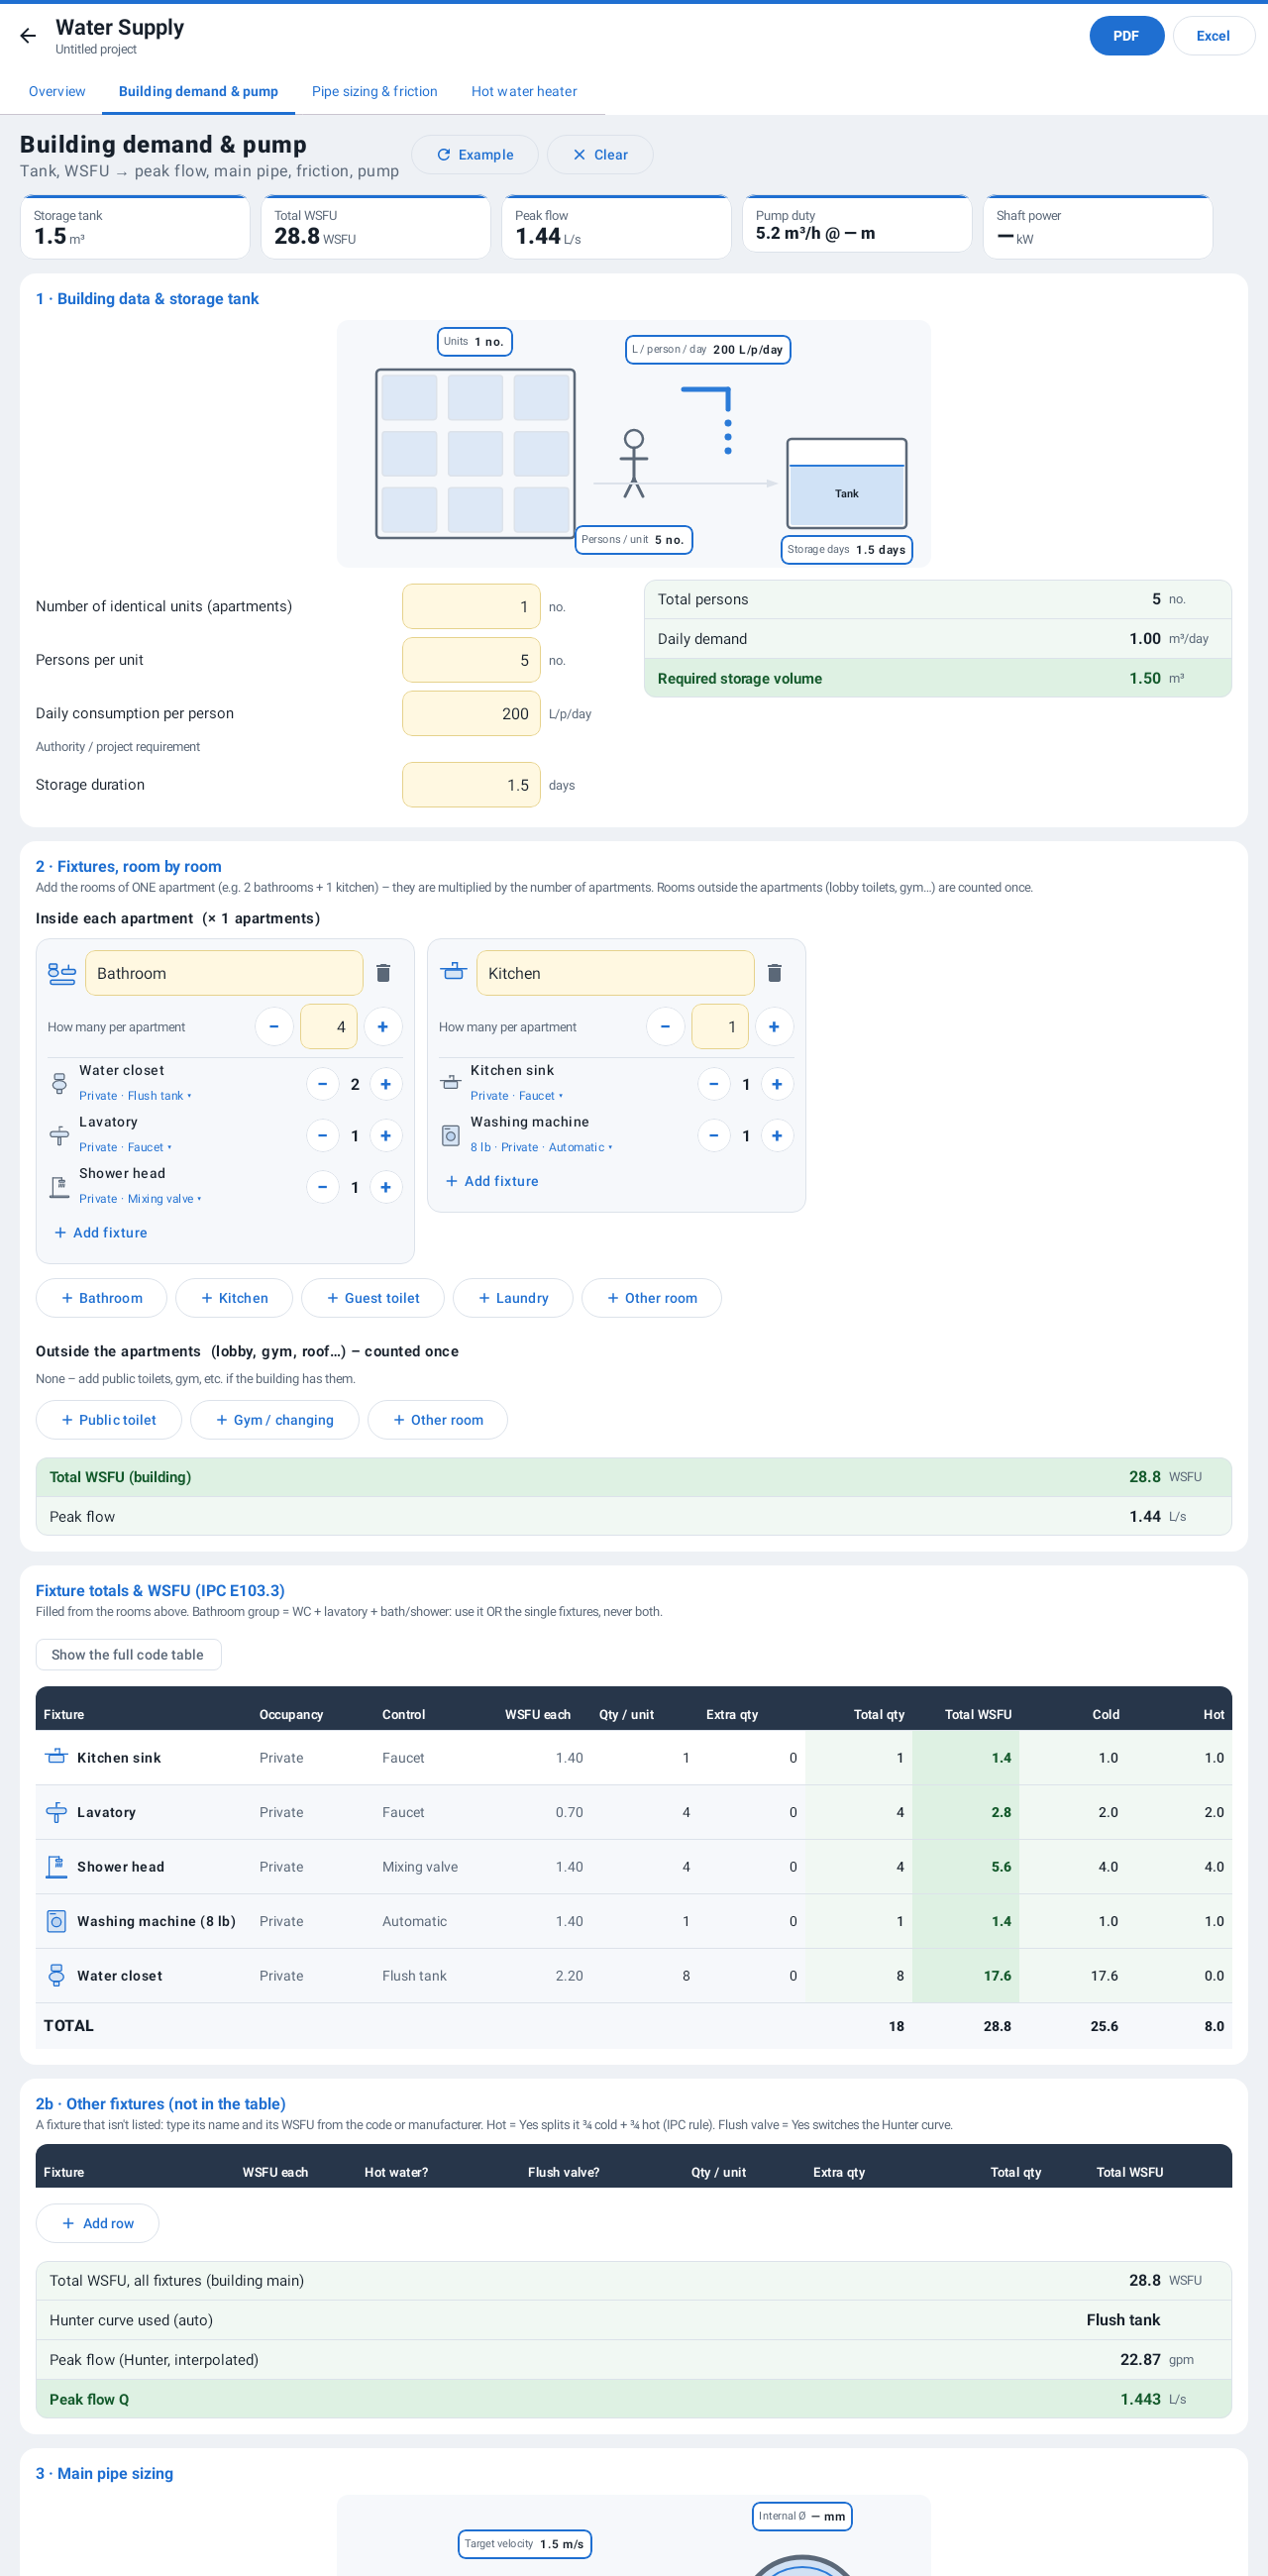 Water Supply
Untitled project
PDF
Excel
Overview
Building demand & pump
Pipe sizing & friction
Hot water heater
Building demand & pump
Tank, WSFU → peak flow, main pipe, friction, pump
Example
Clear
Storage tank
1.5 m³
Total WSFU
28.8 WSFU
Peak flow
1.44 L/s
Pump duty
5.2 m³/h @ — m
Shaft power
— kW
1 · Building data & storage tank
Units 1 no.
L / person / day 200 L/p/day
Tank
Persons / unit 5 no.
Storage days 1.5 days
Number of identical units (apartments) 1 no.
Persons per unit 5 no.
Daily consumption per person 200 L/p/day
Authority / project requirement
Storage duration 1.5 days
Total persons 5 no.
Daily demand 1.00 m³/day
Required storage volume 1.50 m³
2 · Fixtures, room by room
Add the rooms of ONE apartment (e.g. 2 bathrooms + 1 kitchen) – they are multiplied by the number of apartments. Rooms outside the apartments (lobby toilets, gym…) are counted once.
Inside each apartment (× 1 apartments)
Bathroom
How many per apartment − 4 +
Water closet
Private · Flush tank ▾
− 2 +
Lavatory
Private · Faucet ▾
− 1 +
Shower head
Private · Mixing valve ▾
− 1 +
+ Add fixture
Kitchen
How many per apartment − 1 +
Kitchen sink
Private · Faucet ▾
− 1 +
Washing machine
8 lb · Private · Automatic ▾
− 1 +
+ Add fixture
+ Bathroom
+ Kitchen
+ Guest toilet
+ Laundry
+ Other room
Outside the apartments (lobby, gym, roof…) – counted once
None – add public toilets, gym, etc. if the building has them.
+ Public toilet
+ Gym / changing
+ Other room
Total WSFU (building) 28.8 WSFU
Peak flow 1.44 L/s
Fixture totals & WSFU (IPC E103.3)
Filled from the rooms above. Bathroom group = WC + lavatory + bath/shower: use it OR the single fixtures, never both.
Show the full code table
Fixture Occupancy Control WSFU each Qty / unit Extra qty Total qty Total WSFU Cold Hot
Kitchen sink Private Faucet 1.40 1 0 1 1.4 1.0 1.0
Lavatory Private Faucet 0.70 4 0 4 2.8 2.0 2.0
Shower head Private Mixing valve 1.40 4 0 4 5.6 4.0 4.0
Washing machine (8 lb) Private Automatic 1.40 1 0 1 1.4 1.0 1.0
Water closet Private Flush tank 2.20 8 0 8 17.6 17.6 0.0
TOTAL 18 28.8 25.6 8.0
2b · Other fixtures (not in the table)
A fixture that isn't listed: type its name and its WSFU from the code or manufacturer. Hot = Yes splits it ¾ cold + ¾ hot (IPC rule). Flush valve = Yes switches the Hunter curve.
Fixture WSFU each Hot water? Flush valve? Qty / unit Extra qty Total qty Total WSFU
+ Add row
Total WSFU, all fixtures (building main) 28.8 WSFU
Hunter curve used (auto) Flush tank
Peak flow (Hunter, interpolated) 22.87 gpm
Peak flow Q 1.443 L/s
3 · Main pipe sizing
Internal Ø — mm
Target velocity 1.5 m/s